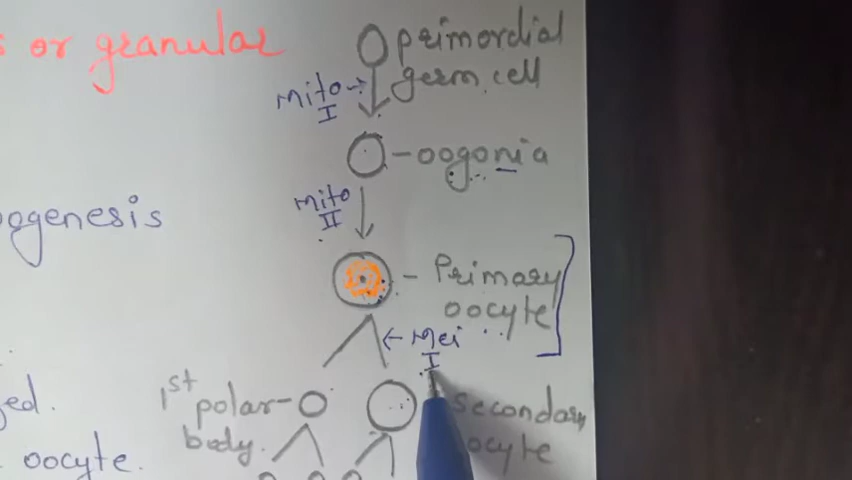 s or granular
primordial
germ cell
Mito
I
oogonia
ogenesis
Mito
II
Primary
oocyte
Mei
I
1st polar
body.
secondary
ocyte
ed.
oocyte.